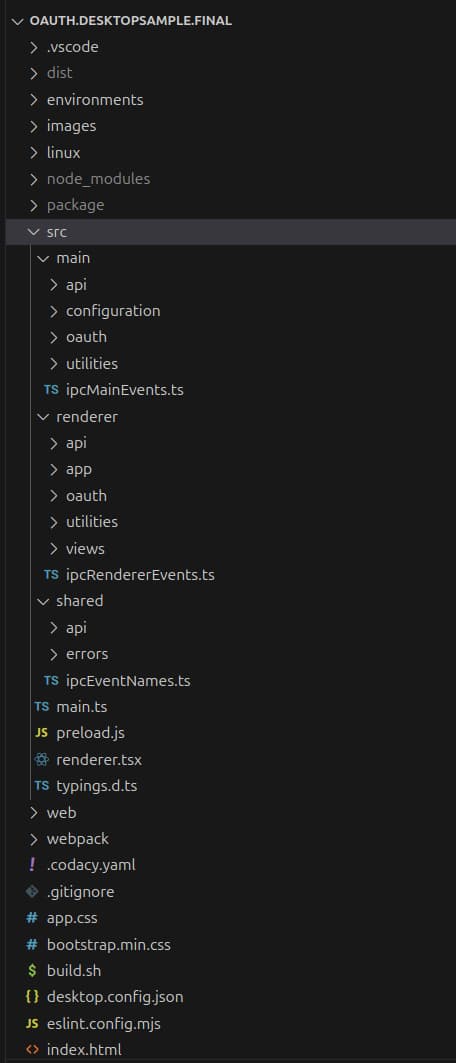 OAUTH.DESKTOPSAMPLE.FINAL
.vscode
dist
environments
images
linux
node_modules
package
src
main
api
configuration
oauth
utilities
TS ipcMainEvents.ts
renderer
api
app
oauth
utilities
views
TS ipcRendererEvents.ts
shared
api
errors
TS ipcEventNames.ts
TS main.ts
JS preload.js
renderer.tsx
TS typings.d.ts
web
webpack
! .codacy.yaml
.gitignore
# app.css
# bootstrap.min.css
$ build.sh
{} desktop.config.json
JS eslint.config.mjs
<> index.html